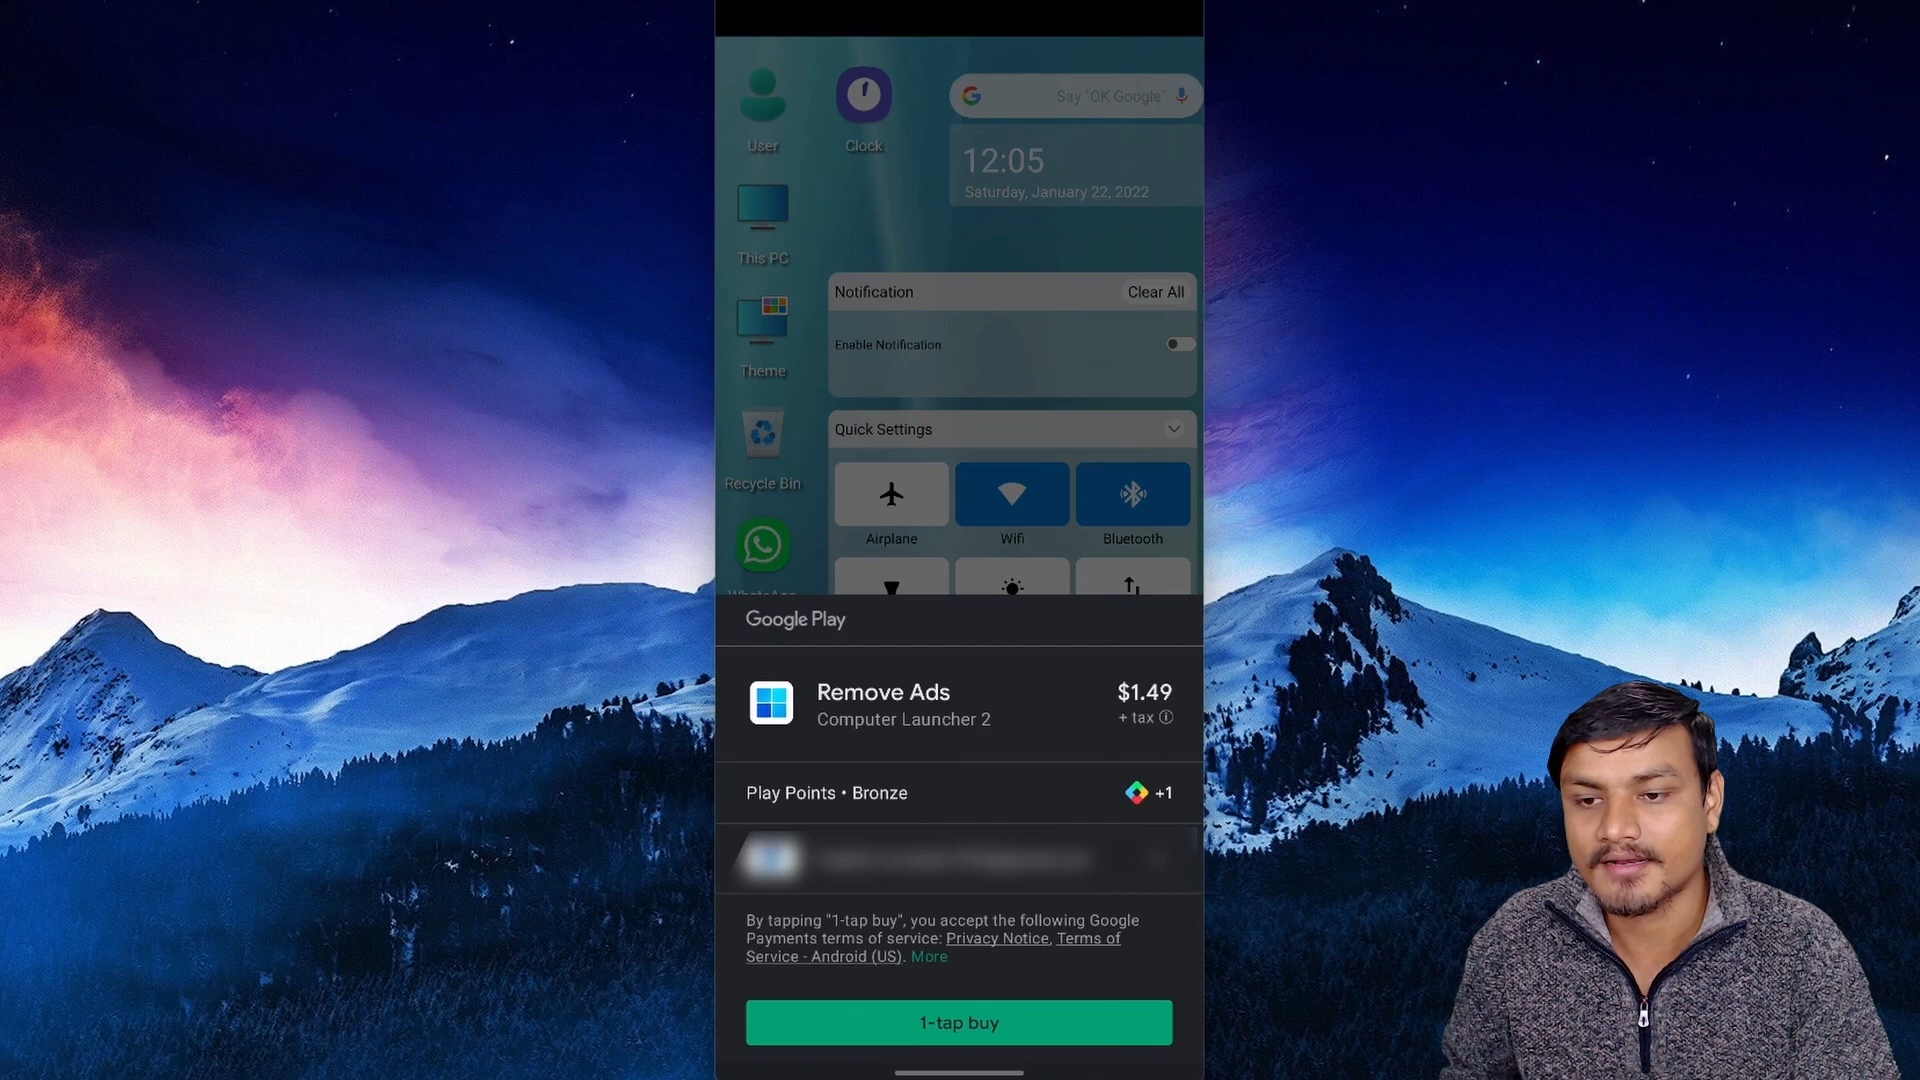 User
Clock
Say 'OK Google'
12:05
Saturday, January 22, 2022
This PC
Notification
Clear All
Enable Notification
Theme
Quick Settings
Recycle Bin
Airplane
Wifi
Bluetooth
WhatsApp
Google Play
Remove Ads
$1.49
Computer Launcher 2
+ tax
Play Points • Bronze
+1
By tapping "1-tap buy", you accept the following Google
Payments terms of service: Privacy Notice, Terms of
Service - Android (US). More
1-tap buy